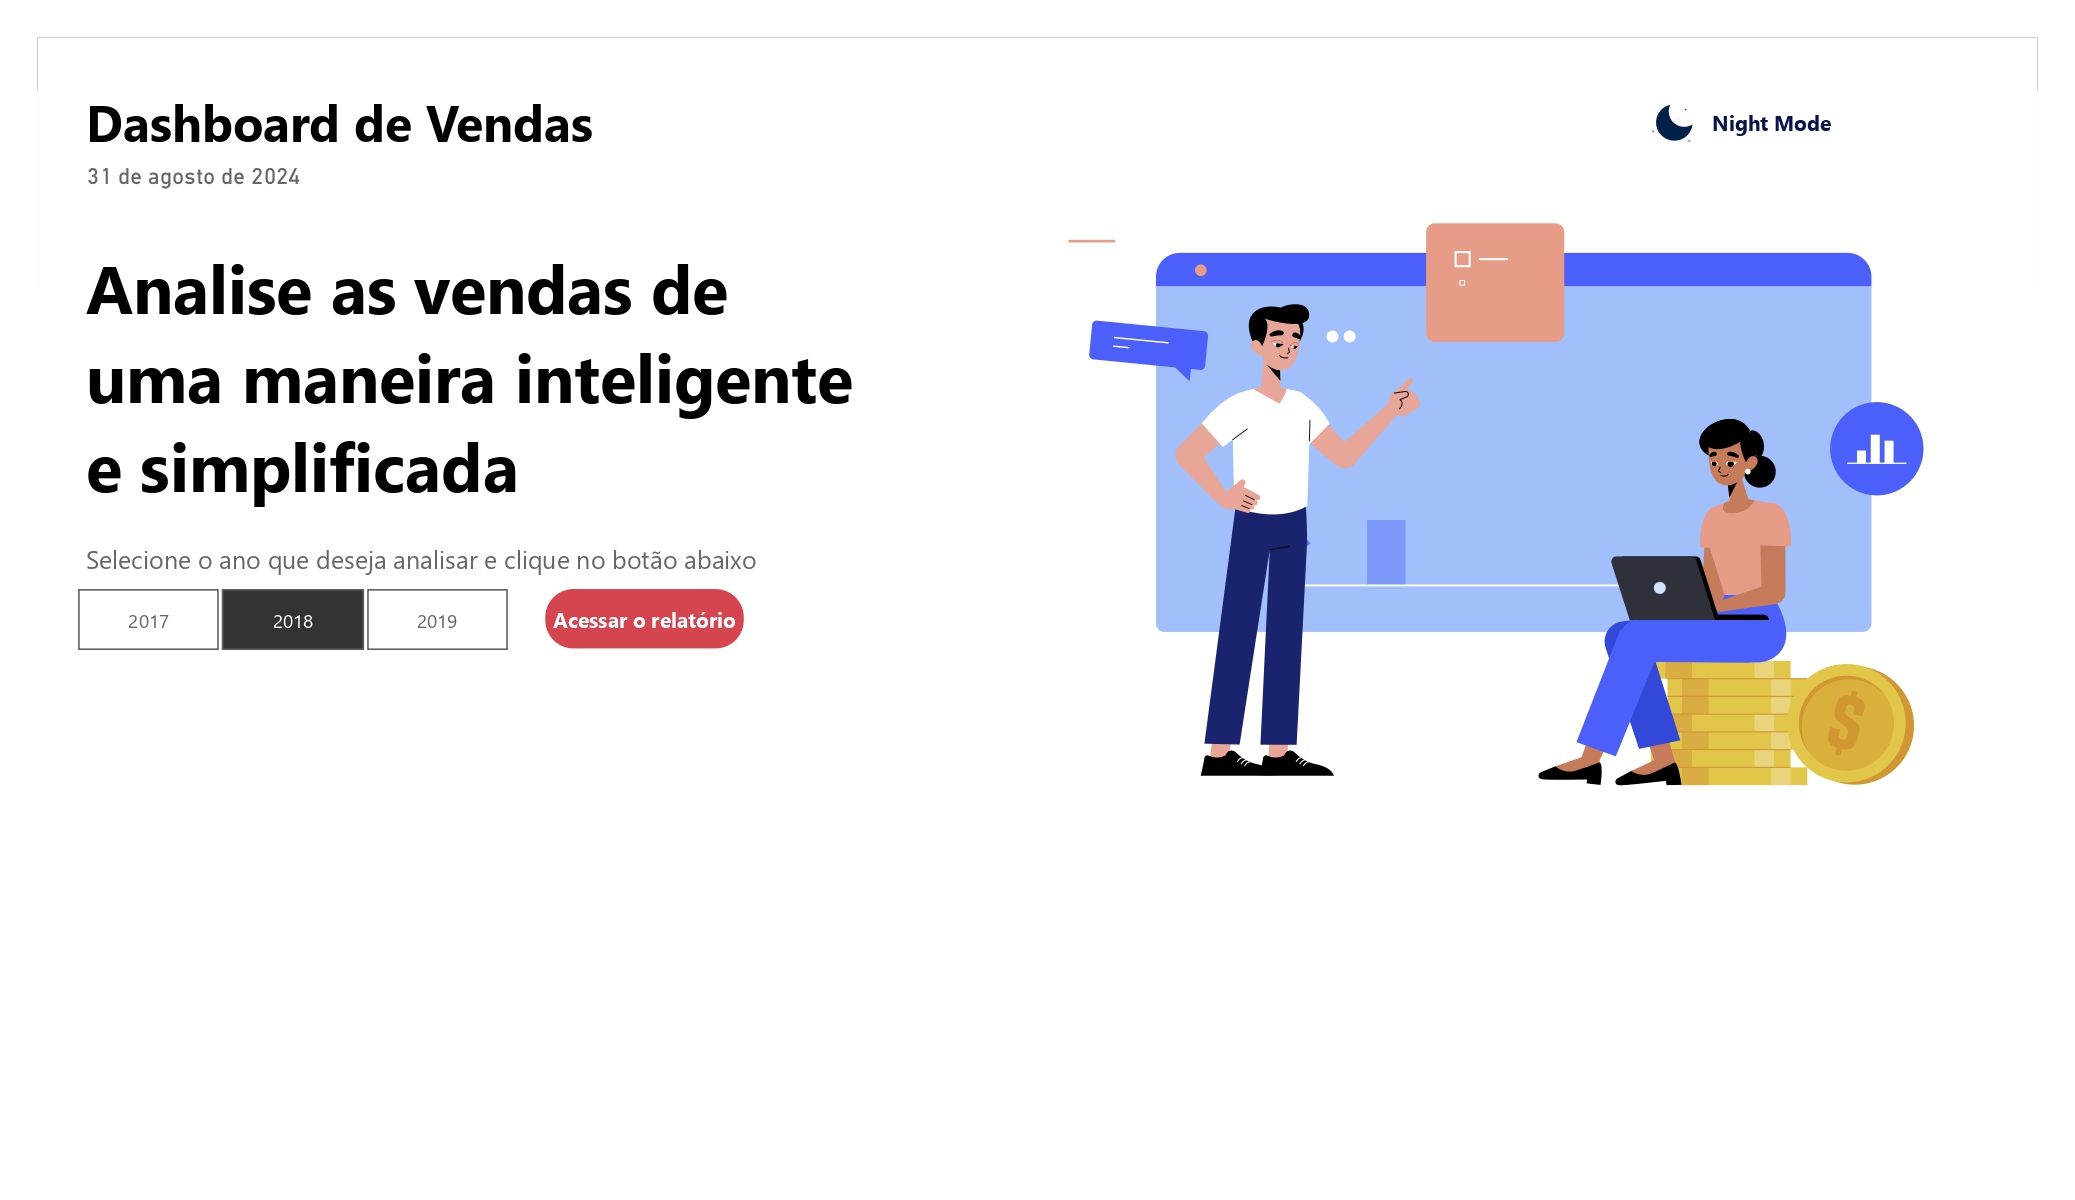 Dashboard de Vendas
Night Mode
31 de agosto de 2024
Analise as vendas de
uma maneira inteligente
e simplificada
Selecione o ano que deseja analisar e clique no botão abaixo
2017 2018 2019 Acessar o relatório
$